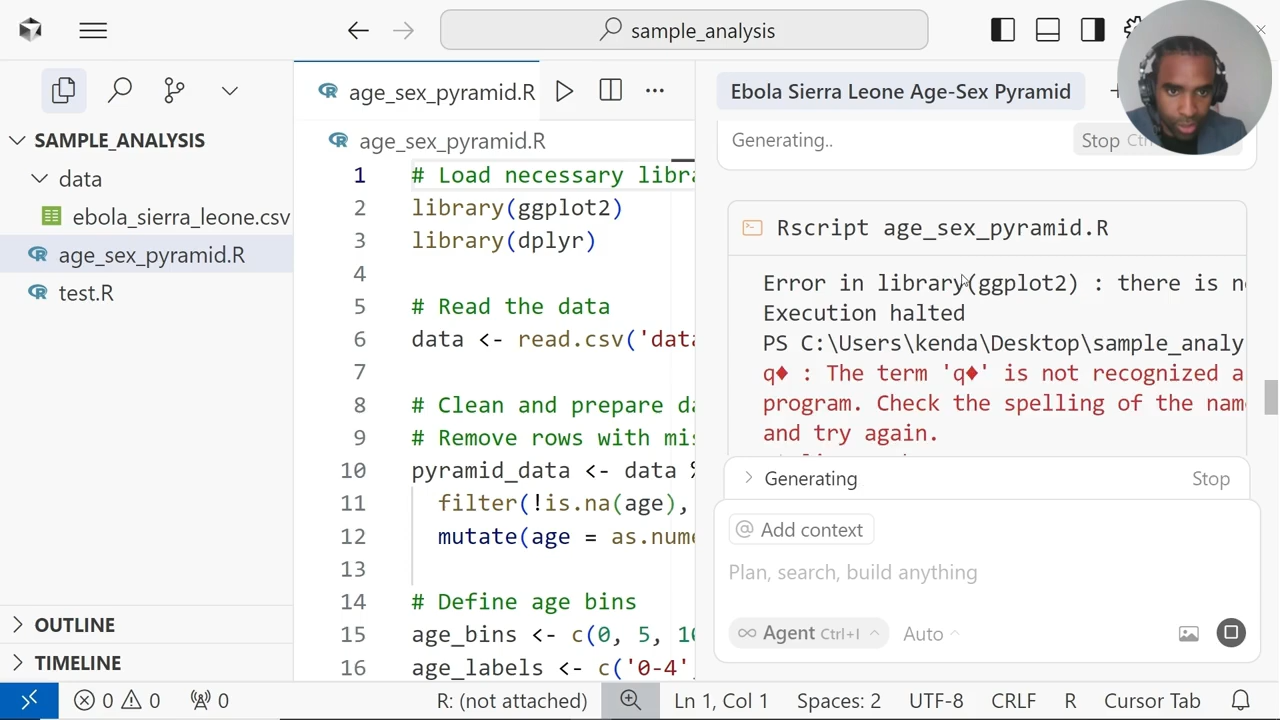 sample_analysis
SAMPLE_ANALYSIS
data
ebola_sierra_leone.csv
age_sex_pyramid.R
test.R
OUTLINE
TIMELINE
age_sex_pyramid.R
age_sex_pyramid.R
1 # Load necessary libra
2 library(ggplot2)
3 library(dplyr)
4
5 # Read the data
6 data <- read.csv('data
7
8 # Clean and prepare da
9 # Remove rows with mis
10 pyramid_data <- data %
11 filter(!is.na(age),
12 mutate(age = as.nume
13
14 # Define age bins
15 age_bins <- c(0, 5, 10
16 age_labels <- c('0-4'
Ebola Sierra Leone Age-Sex Pyramid
Generating..
Stop
Rscript age_sex_pyramid.R
Error in library(ggplot2) : there is n
Execution halted
PS C:\Users\kenda\Desktop\sample_analy
q♦ : The term 'q♦' is not recognized a
program. Check the spelling of the nam
and try again.
Generating
Stop
@ Add context
Plan, search, build anything
∞ Agent Ctrl+I
Auto
0 0 0
R: (not attached)
Ln 1, Col 1
Spaces: 2
UTF-8
CRLF
R
Cursor Tab